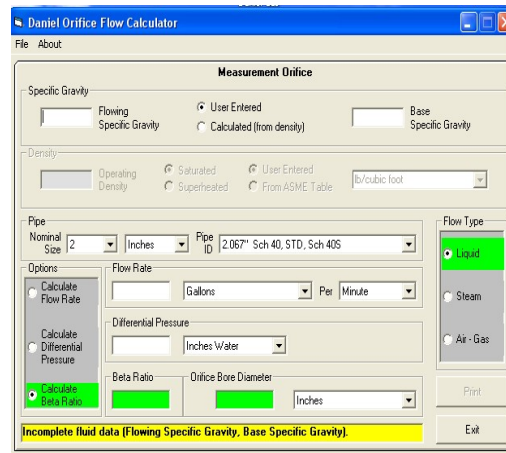 Daniel Orifice Flow Calculator
File About
Measurement Orifice
Specific Gravity
Flowing
Specific Gravity
User Entered
Calculated (from density)
Base
Specific Gravity
Density
Operating
Density
Saturated
Superheated
User Entered
From ASME Table
lb/cubic foot
Pipe
Nominal
Size
2
Inches
Pipe
ID
2.067" Sch 40, STD, Sch 40S
Flow Type
Liquid
Steam
Air - Gas
Options
Calculate
Flow Rate
Calculate
Differential
Pressure
Calculate
Beta Ratio
Flow Rate
Gallons
Per
Minute
Differential Pressure
Inches Water
Beta Ratio
Orifice Bore Diameter
Inches
Print
Exit
Incomplete fluid data (Flowing Specific Gravity, Base Specific Gravity).